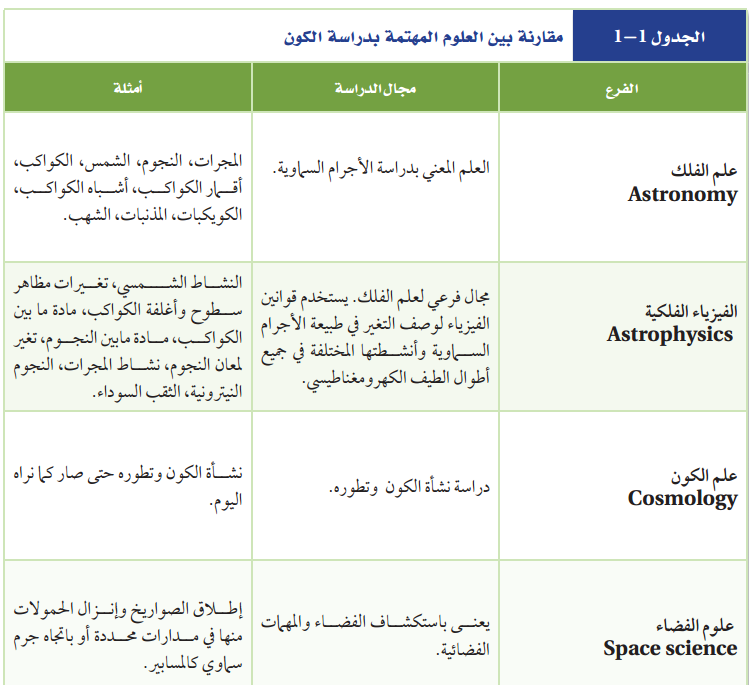 الجدول 1-1 مقارنة بين العلوم المهتمة بدراسة الكون
الفرع مجال الدراسة أمثلة
علم الفلك
Astronomy
العلم المعني بدراسة الأجرام السماوية.
المجرات، النجوم، الشمس، الكواكب،
أقمار الكواكب، أشباه الكواكب،
الكويكبات، المذنبات، الشهب.
الفيزياء الفلكية
Astrophysics
مجال فرعي لعلم الفلك. يستخدم قوانين
الفيزياء لوصف التغير في طبيعة الأجرام
السماوية وأنشطتها المختلفة في جميع
أطوال الطيف الكهرومغناطيسي.
النشاط الشمسي، تغيرات مظاهر
سطوح وأغلفة الكواكب، مادة ما بين
الكواكب، مادة مابين النجوم، تغير
لمعان النجوم، نشاط المجرات، النجوم
النيترونية، الثقب السوداء.
علم الكون
Cosmology
دراسة نشأة الكون وتطوره.
نشأة الكون وتطوره حتى صار كما نراه
اليوم.
علوم الفضاء
Space science
يعنى باستكشاف الفضاء والمهمات
الفضائية.
إطلاق الصواريخ وإنزال الحمولات
منها في مدارات محددة أو باتجاه جرم
سماوي كالمسابير.